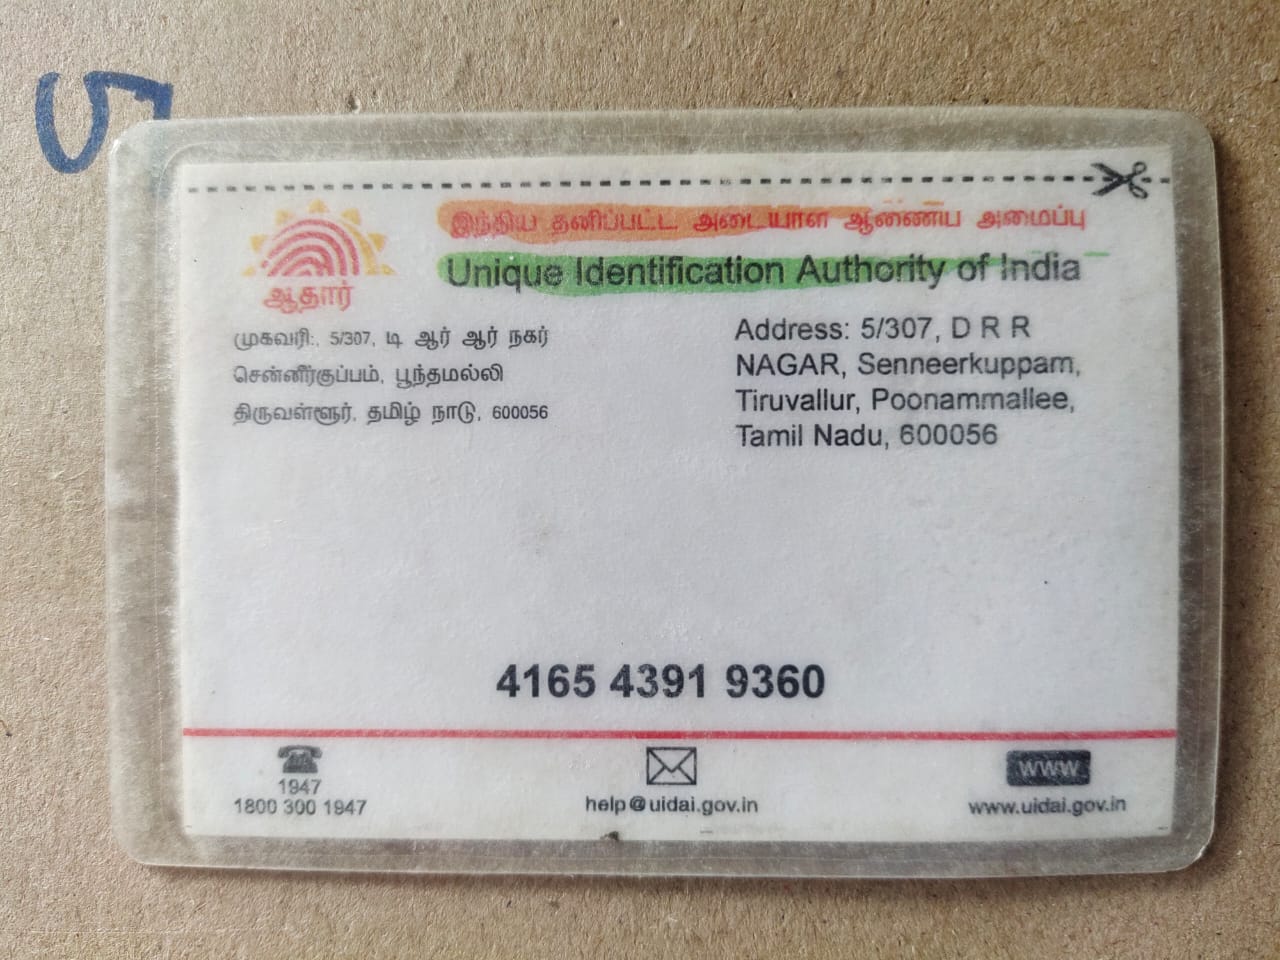 5
இந்திய தனிப்பட்ட அடையாள ஆணைய அமைப்பு
Unique Identification Authority of India
ஆதார்
முகவரி:, 5/307, டி ஆர் ஆர் நகர்
சென்னீர்குப்பம், பூந்தமல்லி
திருவள்ளூர், தமிழ் நாடு, 600056
Address: 5/307, D R R
NAGAR, Senneerkuppam,
Tiruvallur, Poonammallee,
Tamil Nadu, 600056
4165 4391 9360
1947
1800 300 1947
help@uidai.gov.in
WWW
www.uidai.gov.in